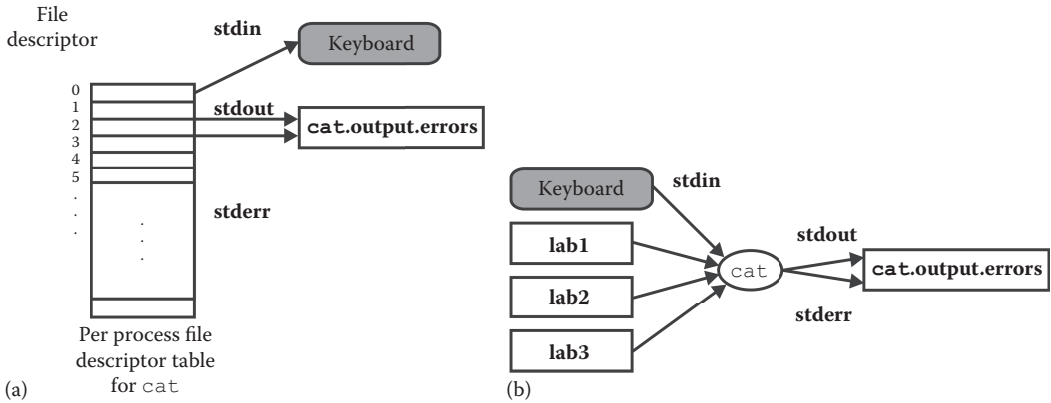 File
descriptor
stdin
Keyboard
0
1
2
3
4
5
.
.
.
stdout
cat.output.errors
stderr
.
.
.
Per process file
descriptor table
for cat
(a)
Keyboard
stdin
lab1
lab2
lab3
cat
stdout
cat.output.errors
stderr
(b)